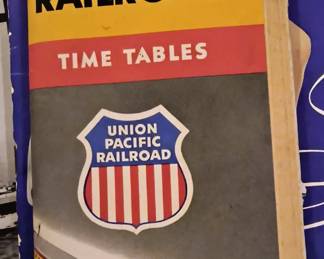 TIME TABLES
UNION
PACIFIC
RAILROAD